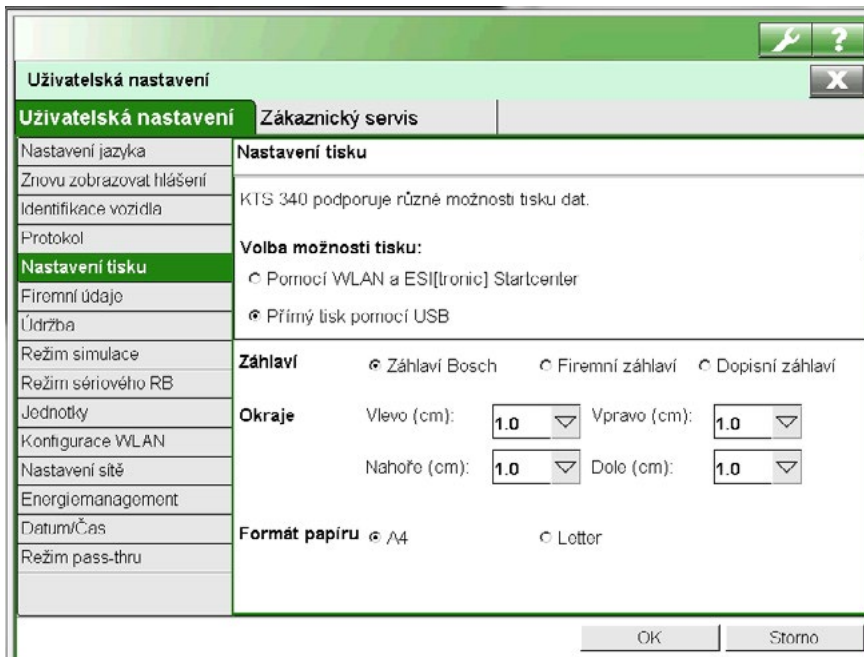 Uživatelská nastavení
Uživatelská nastavení
Zákaznický servis
Nastavení jazyka
Znovu zobrazovat hlášení
Identifikace vozidla
Protokol
Nastavení tisku
Firemní údaje
Údržba
Režim simulace
Režim sériového RB
Jednotky
Konfigurace WLAN
Nastavení sítě
Energiemanagement
Datum/Čas
Režim pass-thru
Nastavení tisku
KTS 340 podporuje různé možnosti tisku dat.
Volba možnosti tisku:
Pomocí WLAN a ESI[tronic] Startcenter
Přímý tisk pomocí USB
Záhlaví Záhlaví Bosch Firemní záhlaví Dopisní záhlaví
Okraje Vlevo (cm): 1.0 Vpravo (cm): 1.0
Nahoře (cm): 1.0 Dole (cm): 1.0
Formát papíru A4 Letter
OK Storno